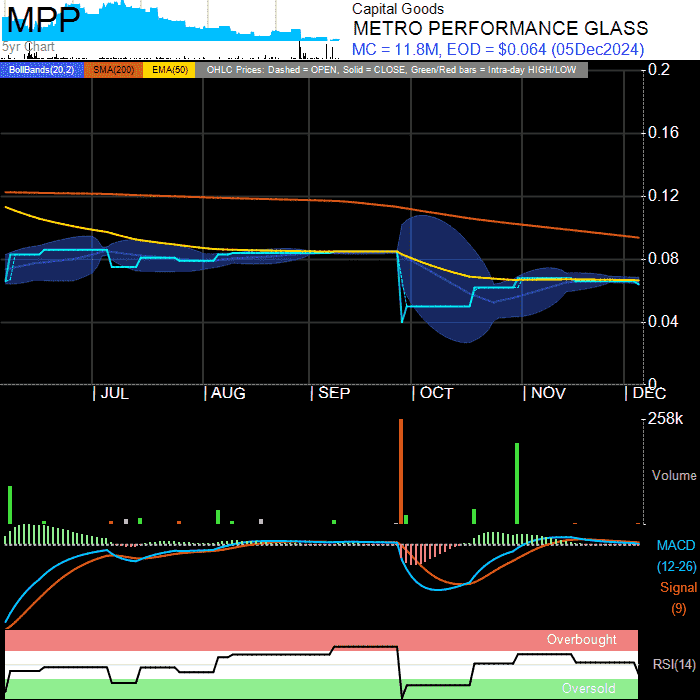 MPP
5yr Chart
Capital Goods
METRO PERFORMANCE GLASS
MC = 11.8M, EOD = $0.064 (05Dec2024)
BollBands(20,2) SMA(200) EMA(50) OHLC Prices: Dashed = OPEN, Solid = CLOSE, Green/Red bars = Intra-day HIGH/LOW
0.2
0.16
0.12
0.08
0.04
0
JUL AUG SEP OCT NOV DEC
258k
Volume
MACD
(12-26)
Signal
(9)
Overbought
RSI(14)
Oversold